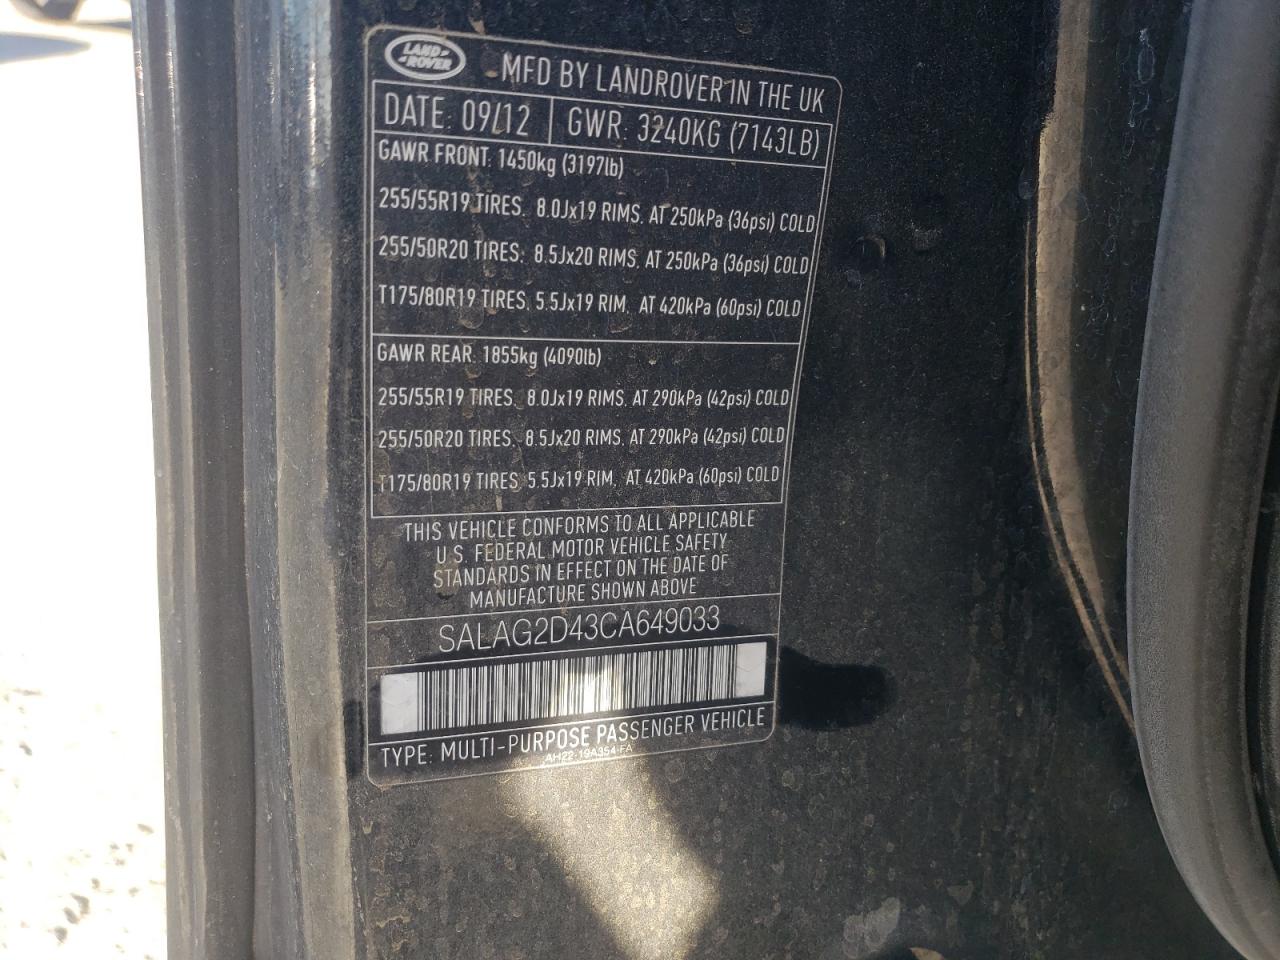 LAND ROVER
MFD BY LANDROVER IN THE UK
DATE: 09/12 GWR: 3240KG (7143LB)
GAWR FRONT: 1450kg (3197lb)
255/55R19 TIRES. 8.0Jx19 RIMS. AT 250kPa (36psi) COLD
255/50R20 TIRES. 8.5Jx20 RIMS. AT 250kPa (36psi) COLD
T175/80R19 TIRES. 5.5Jx19 RIM. AT 420kPa (60psi) COLD
GAWR REAR: 1855kg (4090lb)
255/55R19 TIRES. 8.0Jx19 RIMS. AT 290kPa (42psi) COLD
255/50R20 TIRES. 8.5Jx20 RIMS. AT 290kPa (42psi) COLD
T175/80R19 TIRES. 5.5Jx19 RIM. AT 420kPa (60psi) COLD
THIS VEHICLE CONFORMS TO ALL APPLICABLE
U.S. FEDERAL MOTOR VEHICLE SAFETY
STANDARDS IN EFFECT ON THE DATE OF
MANUFACTURE SHOWN ABOVE
SALAG2D43CA649033
TYPE: MULTI-PURPOSE PASSENGER VEHICLE
AH22-19A354-FA